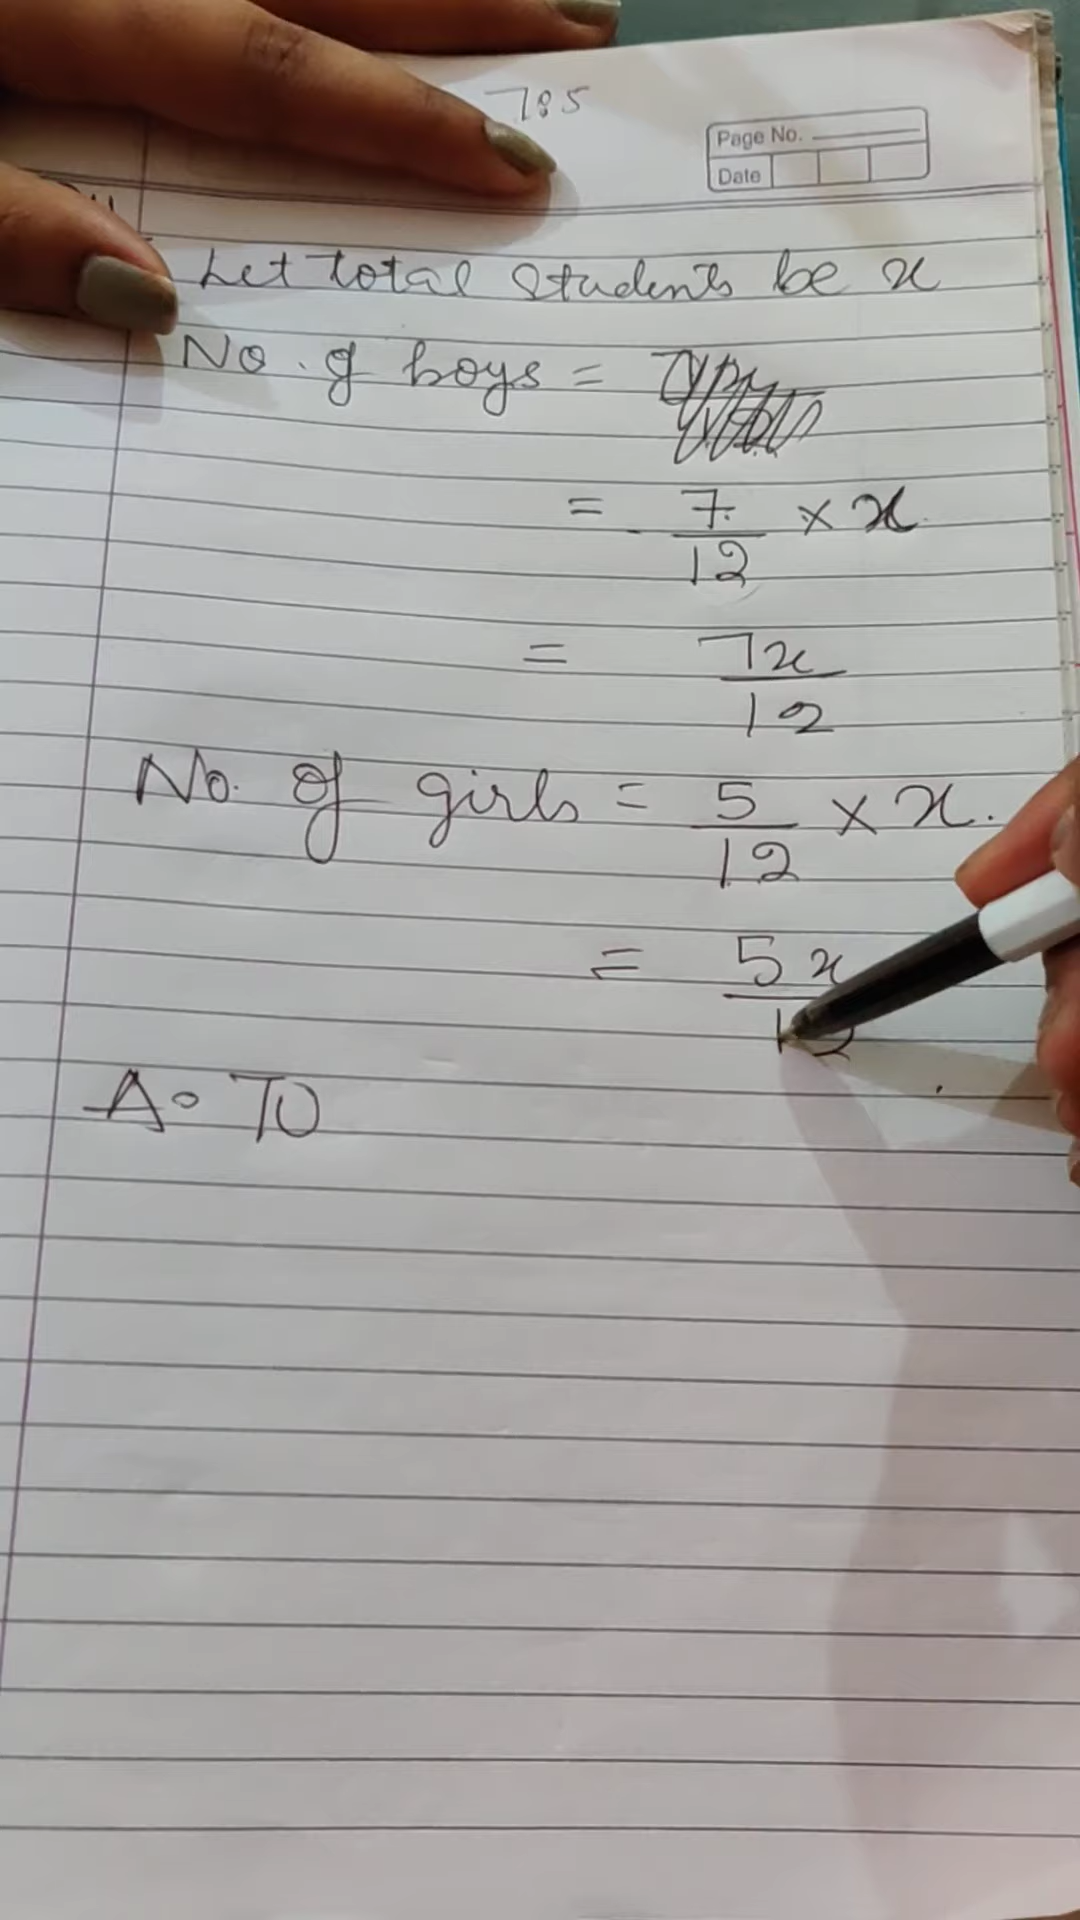 7:5
Page No.
Date
Let total students be x
No. of boys =
= 7/12 × x
= 7x/12
No. of girls = 5/12 × x.
= 5x/12
A.